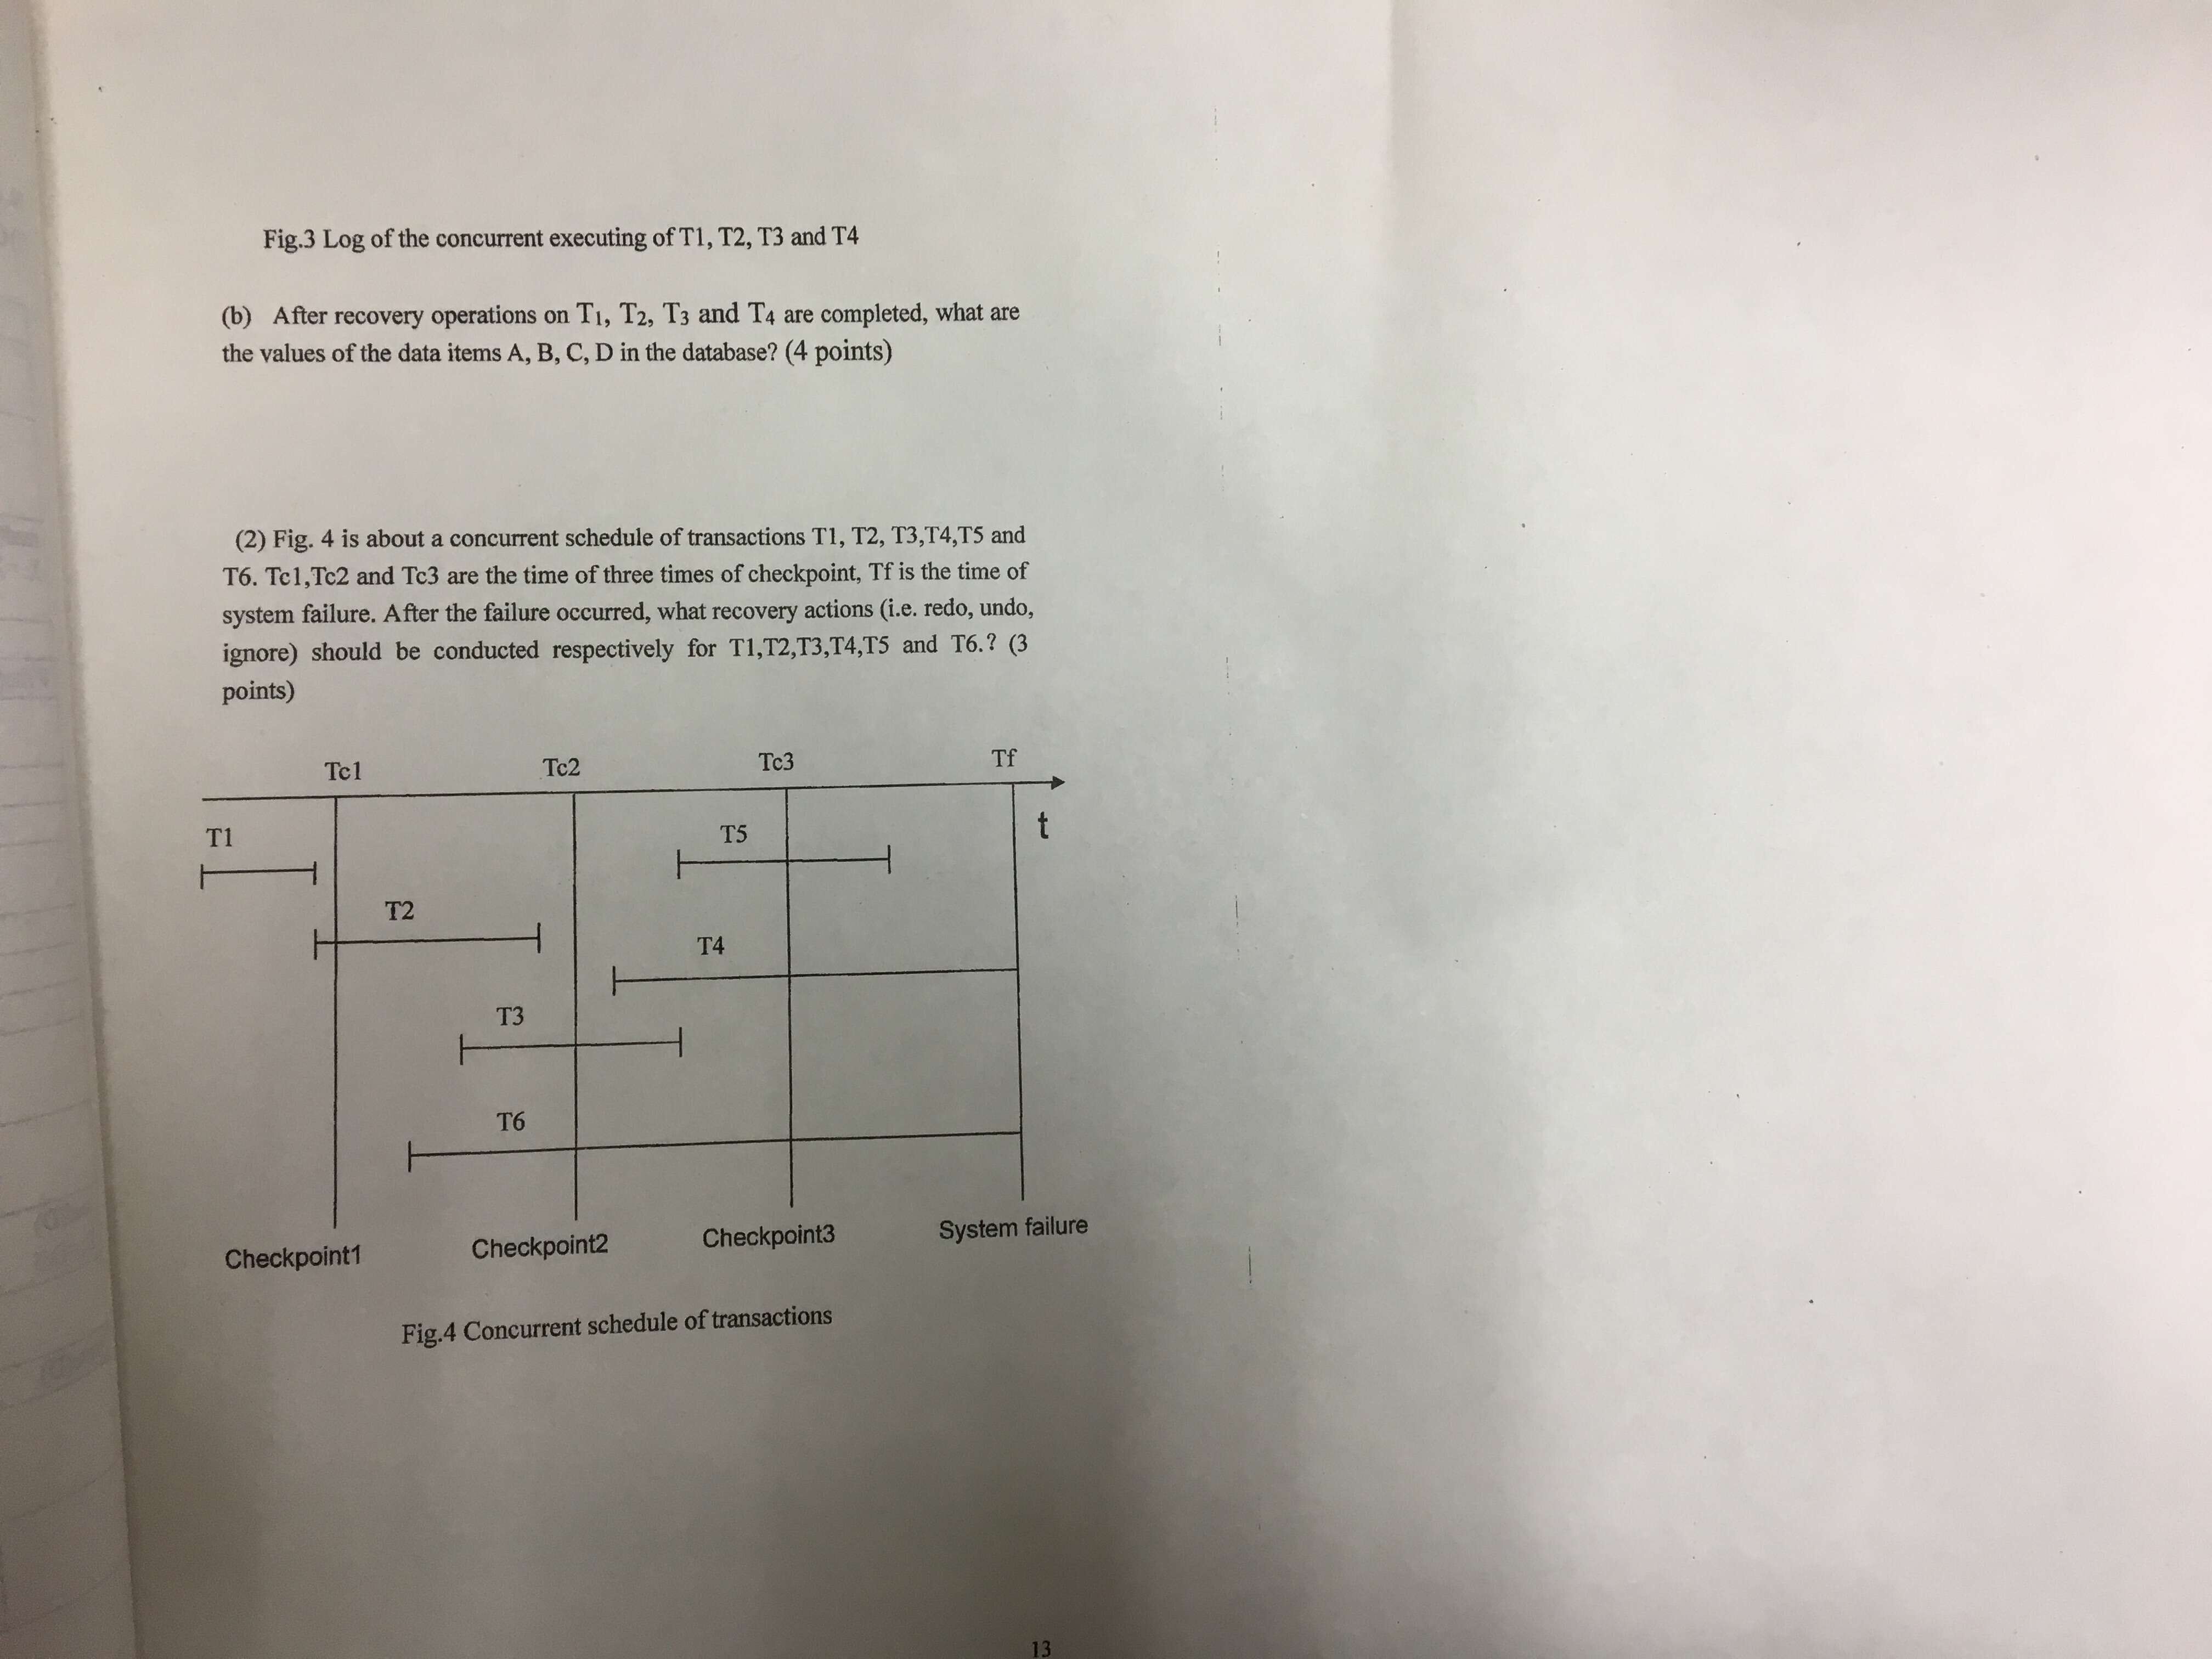 Fig.3 Log of the concurrent executing of T1, T2, T3 and T4
(b) After recovery operations on T1, T2, T3 and T4 are completed, what are
the values of the data items A, B, C, D in the database? (4 points)
(2) Fig. 4 is about a concurrent schedule of transactions T1, T2, T3,T4,T5 and
T6. Tc1,Tc2 and Tc3 are the time of three times of checkpoint, Tf is the time of
system failure. After the failure occurred, what recovery actions (i.e. redo, undo,
ignore) should be conducted respectively for T1,T2,T3,T4,T5 and T6.? (3
points)
Tc1 Tc2 Tc3 Tf
t
T1
T5
T2
T4
T3
T6
Checkpoint1 Checkpoint2 Checkpoint3 System failure
Fig.4 Concurrent schedule of transactions
13